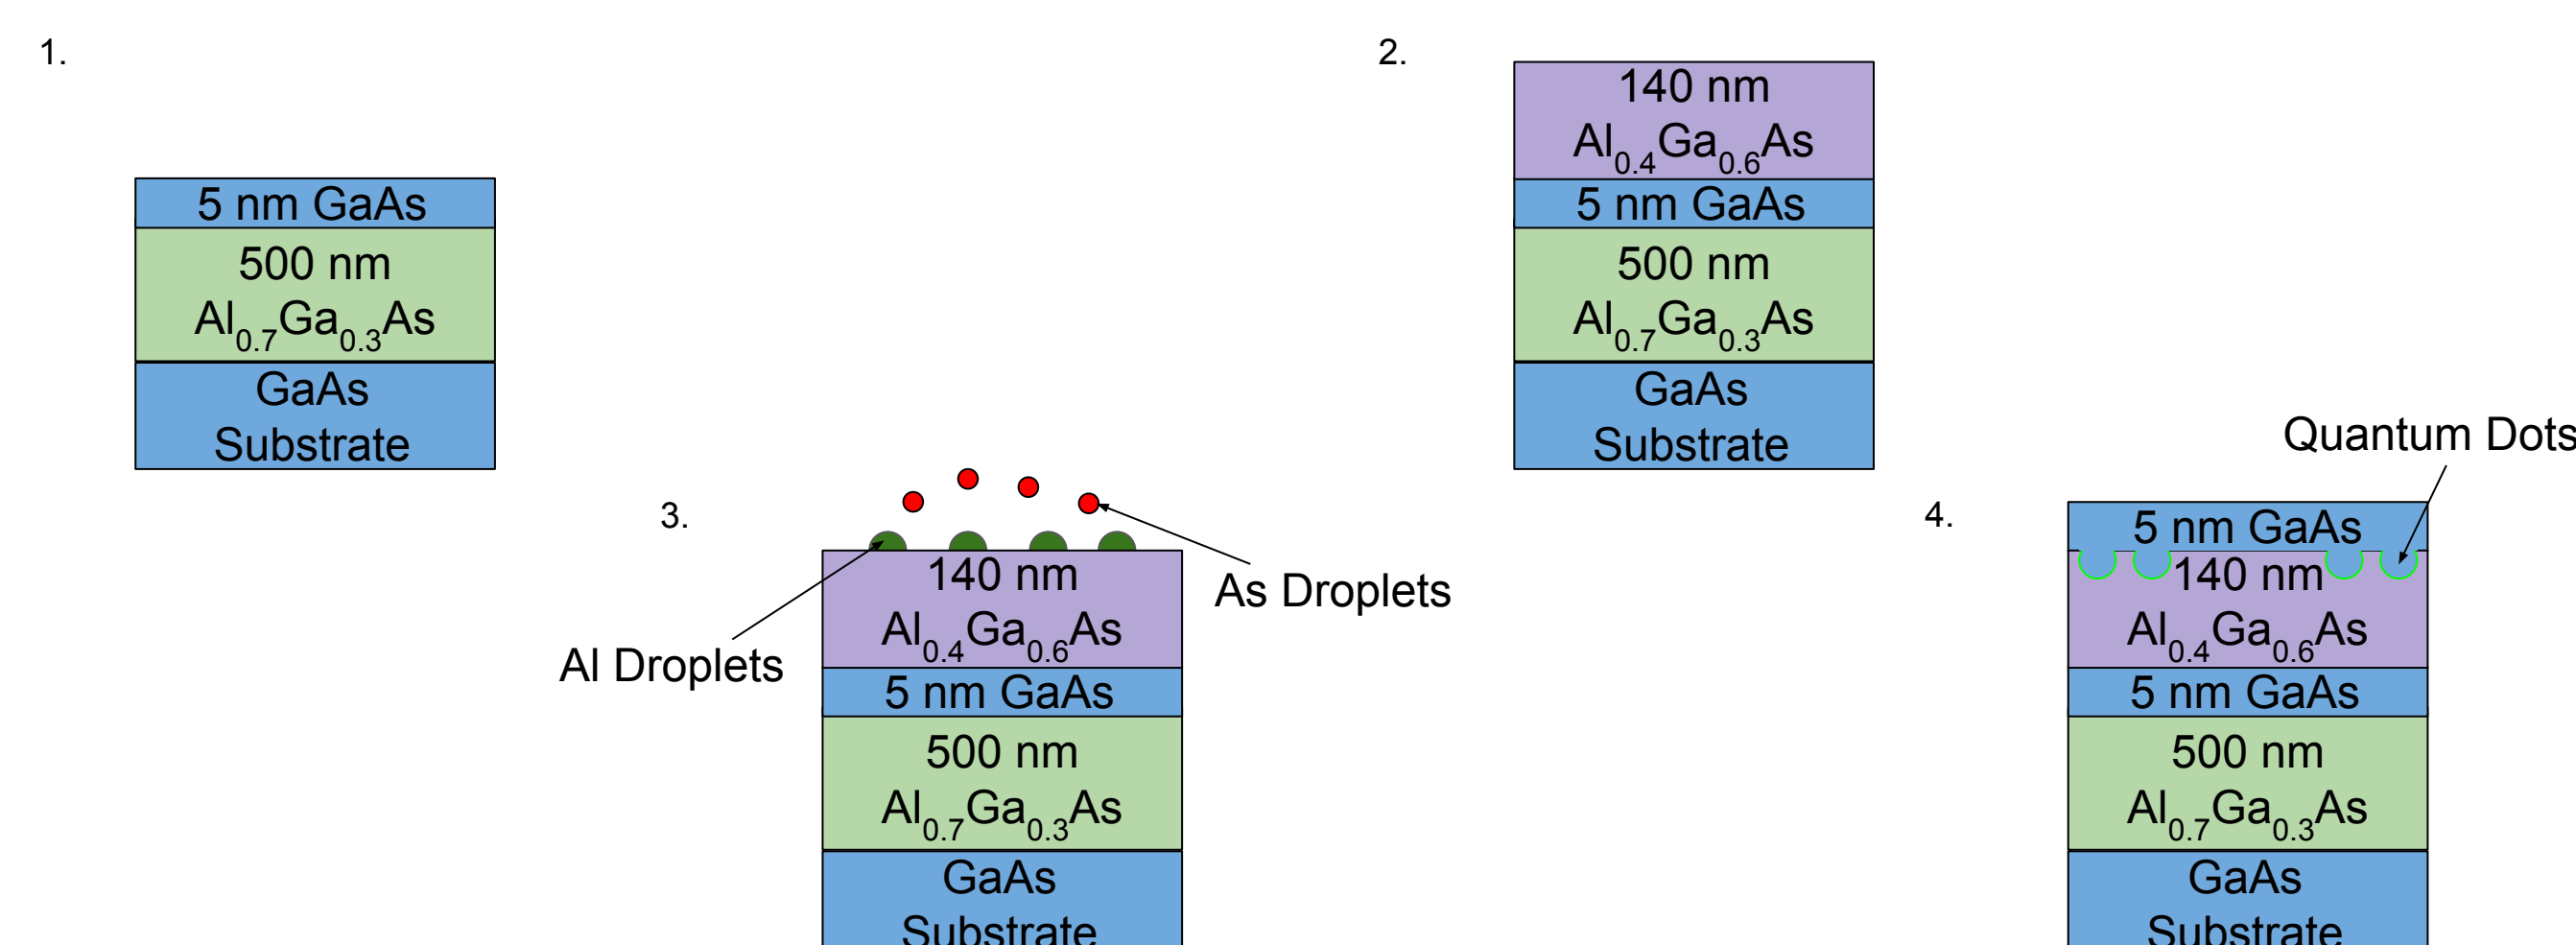 1.
5 nm GaAs
500 nm
Al0.7Ga0.3As
GaAs
Substrate
2.
140 nm
Al0.4Ga0.6As
5 nm GaAs
500 nm
Al0.7Ga0.3As
GaAs
Substrate
3.
As Droplets
Al Droplets
140 nm
Al0.4Ga0.6As
5 nm GaAs
500 nm
Al0.7Ga0.3As
GaAs
Substrate
4.
Quantum Dots
5 nm GaAs
140 nm
Al0.4Ga0.6As
5 nm GaAs
500 nm
Al0.7Ga0.3As
GaAs
Substrate